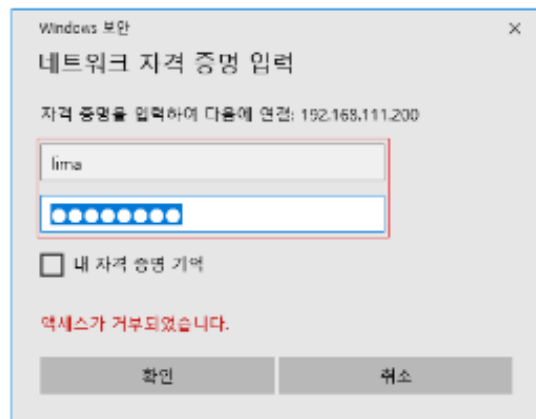 Windows 보안
네트워크 자격 증명 입력
자격 증명을 입력하여 다음에 연결: 192.168.111.200
lima
●●●●●●●●
내 자격 증명 기억
액세스가 거부되었습니다.
확인
취소